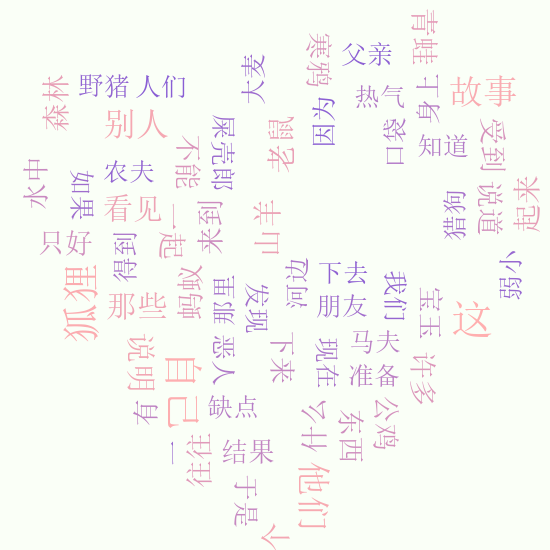 青蛙
寒鸦
父亲
大麦
森林
野猪
人们
热气
上身
故事
别人
因为
老鼠
屎壳郎
不能
袋口
知道
受到
水中
如果
农夫
看见
一起
来到
山羊
猎狗
说道
起来
只好
得到
狐狸
那些
蚂蚁
那里
发现
河边
下去
朋友
我们
宝玉
弱小
这
说明
自己
恶人
下来
现在
马夫
准备
许多
有
缺点
什么
东西
公鸡
一
往往
结果
于是
他们
个